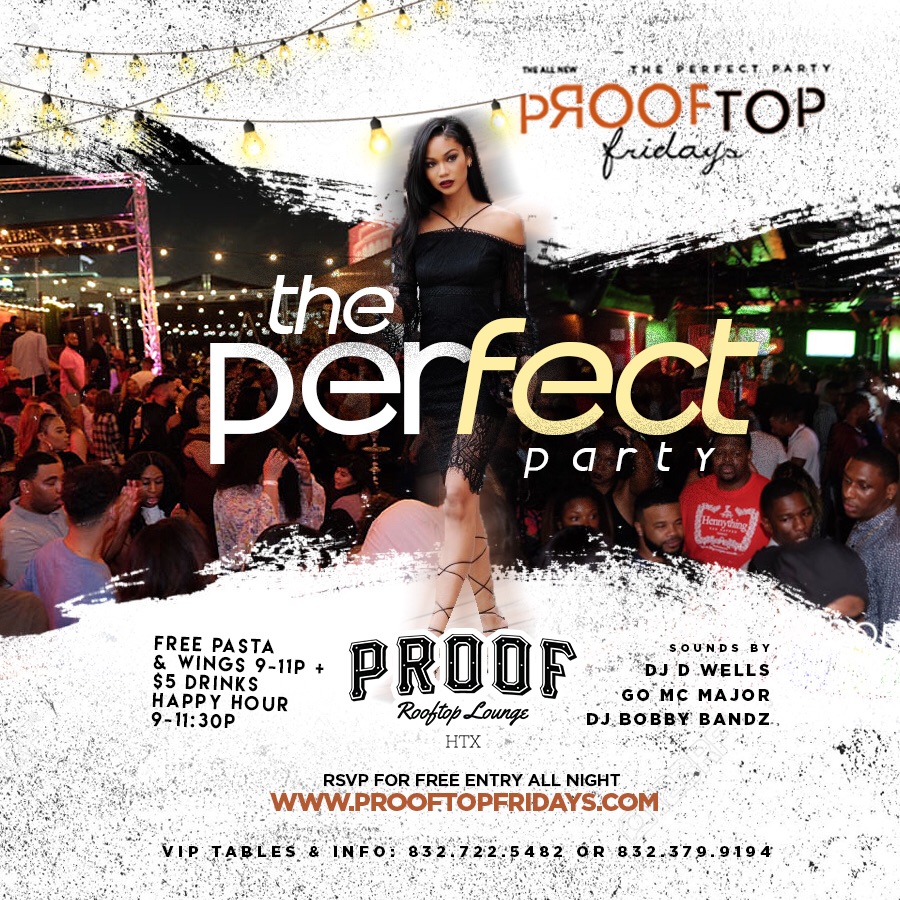 THE ALL NEW
THE PERFECT PARTY
PROOFTOP
fridays
the
perfect
party
Hennything
FREE PASTA
& WINGS 9-11P +
$5 DRINKS
HAPPY HOUR
9-11:30P
PROOF
Rooftop Lounge
HTX
SOUNDS BY
DJ D WELLS
GO MC MAJOR
DJ BOBBY BANDZ
RSVP FOR FREE ENTRY ALL NIGHT
WWW.PROOFTOPFRIDAYS.COM
VIP TABLES & INFO: 832.722.5482 OR 832.379.9194